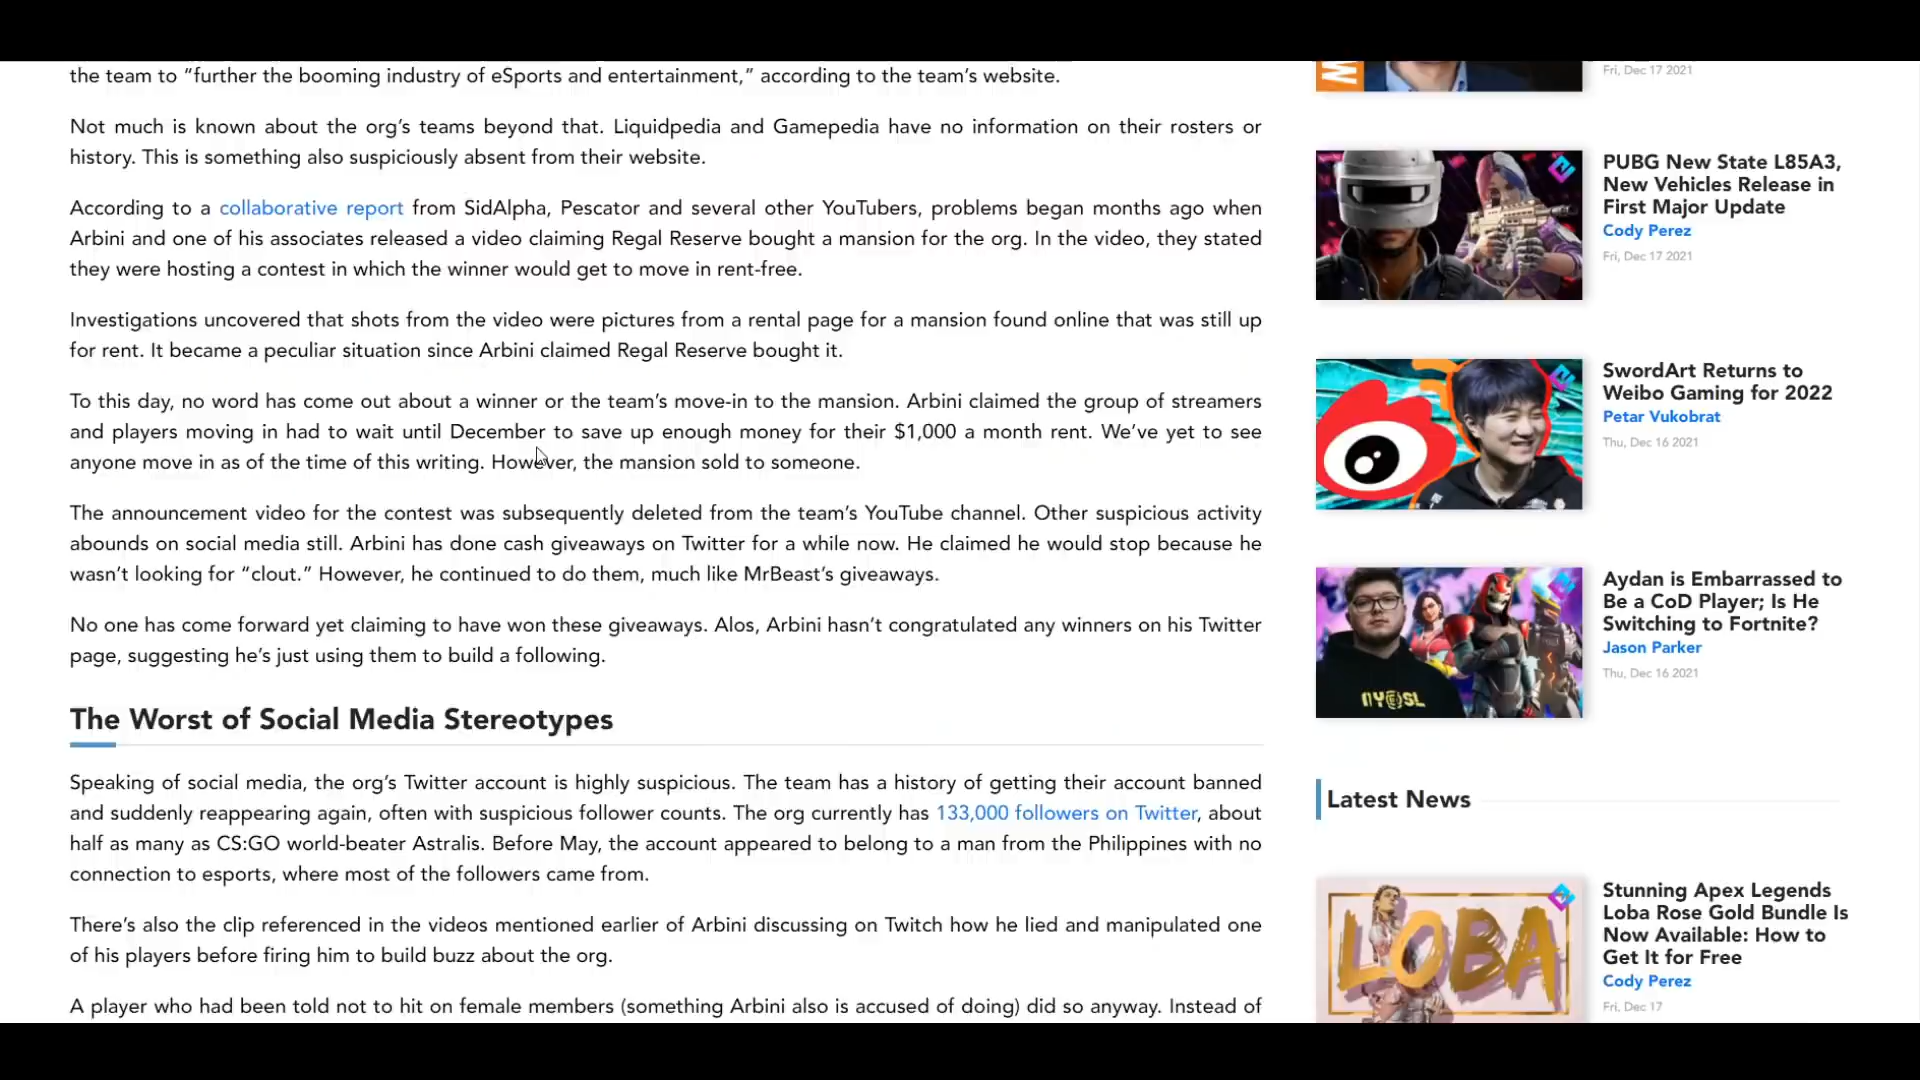 the team to “further the booming industry of eSports and entertainment,” according to the team’s website.
Not much is known about the org’s teams beyond that. Liquidpedia and Gamepedia have no information on their rosters or
history. This is something also suspiciously absent from their website.
According to a collaborative report from SidAlpha, Pescator and several other YouTubers, problems began months ago when
Arbini and one of his associates released a video claiming Regal Reserve bought a mansion for the org. In the video, they stated
they were hosting a contest in which the winner would get to move in rent-free.
Investigations uncovered that shots from the video were pictures from a rental page for a mansion found online that was still up
for rent. It became a peculiar situation since Arbini claimed Regal Reserve bought it.
To this day, no word has come out about a winner or the team’s move-in to the mansion. Arbini claimed the group of streamers
and players moving in had to wait until December to save up enough money for their $1,000 a month rent. We’ve yet to see
anyone move in as of the time of this writing. However, the mansion sold to someone.
The announcement video for the contest was subsequently deleted from the team’s YouTube channel. Other suspicious activity
abounds on social media still. Arbini has done cash giveaways on Twitter for a while now. He claimed he would stop because he
wasn’t looking for “clout.” However, he continued to do them, much like MrBeast’s giveaways.
No one has come forward yet claiming to have won these giveaways. Alos, Arbini hasn’t congratulated any winners on his Twitter
page, suggesting he’s just using them to build a following.
The Worst of Social Media Stereotypes
Speaking of social media, the org’s Twitter account is highly suspicious. The team has a history of getting their account banned
and suddenly reappearing again, often with suspicious follower counts. The org currently has 133,000 followers on Twitter, about
half as many as CS:GO world-beater Astralis. Before May, the account appeared to belong to a man from the Philippines with no
connection to esports, where most of the followers came from.
There’s also the clip referenced in the videos mentioned earlier of Arbini discussing on Twitch how he lied and manipulated one
of his players before firing him to build buzz about the org.
A player who had been told not to hit on female members (something Arbini also is accused of doing) did so anyway. Instead of
Fri, Dec 17 2021
PUBG New State L85A3,
New Vehicles Release in
First Major Update
Cody Perez
Fri, Dec 17 2021
SwordArt Returns to
Weibo Gaming for 2022
Petar Vukobrat
Thu, Dec 16 2021
NY@SL
Aydan is Embarrassed to
Be a CoD Player; Is He
Switching to Fortnite?
Jason Parker
Thu, Dec 16 2021
Latest News
LOBA
Stunning Apex Legends
Loba Rose Gold Bundle Is
Now Available: How to
Get It for Free
Cody Perez
Fri, Dec 17